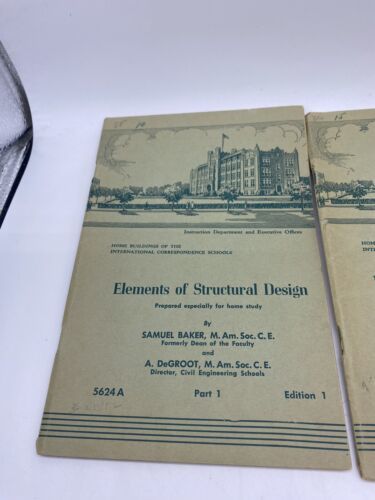 Instruction Department and Executive Offices
HOME BUILDINGS OF THE
INTERNATIONAL CORRESPONDENCE SCHOOLS
Elements of Structural Design
Prepared especially for home study
By
SAMUEL BAKER, M. Am. Soc. C. E.
Formerly Dean of the Faculty
and
A. DeGROOT, M. Am. Soc. C. E.
Director, Civil Engineering Schools
5624 A Part 1 Edition 1